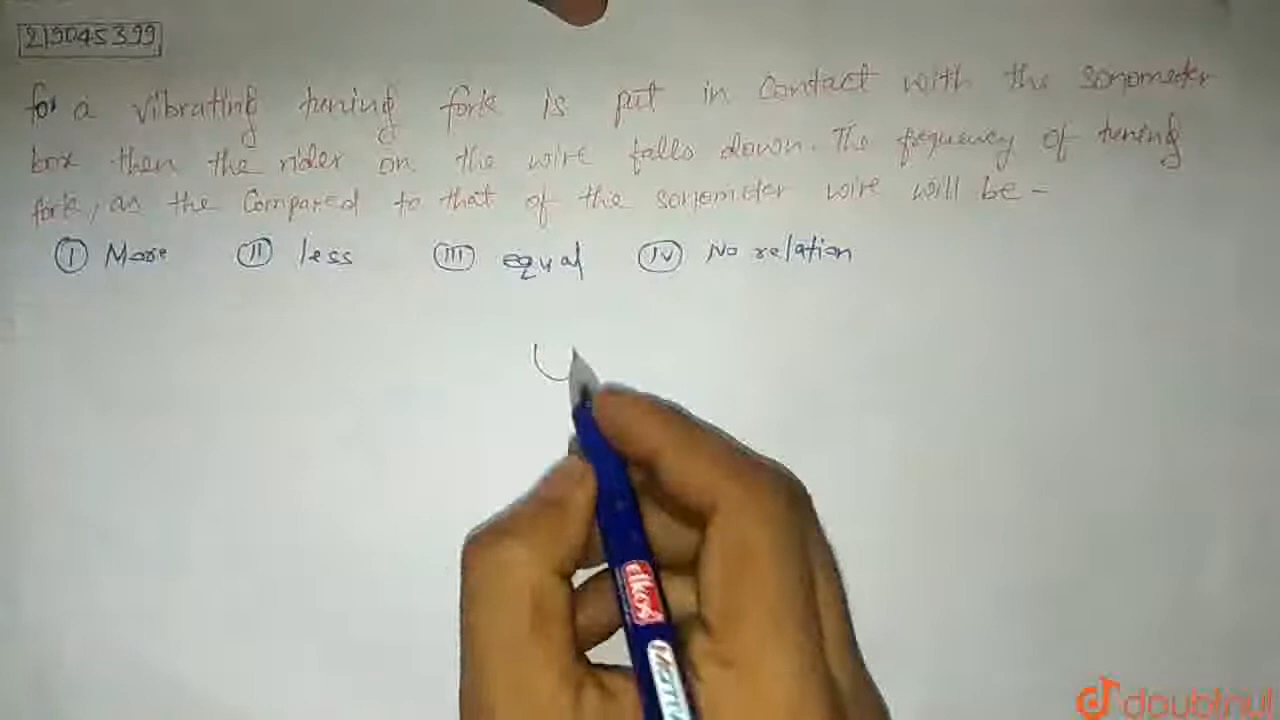 219045399
for a vibrating tuning fork is put in contact with the sonometer
box then the rider on the wire falls down. The frequency of tuning
fork, as the compared to that of the sonometer wire will be -
(I) More (II) less (III) equal (IV) No relation
elkos
doubtnut